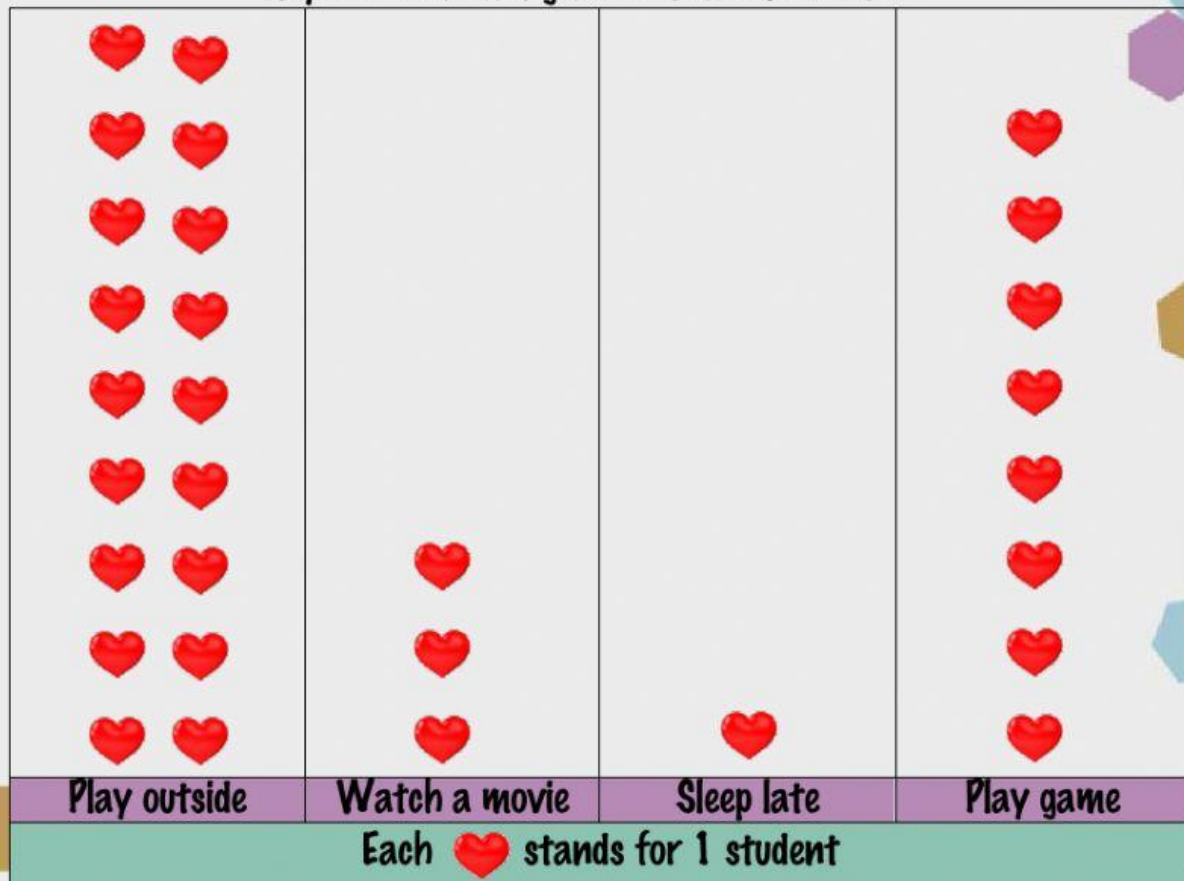 Play outside
Watch a movie
Sleep late
Play game
Each stands for 1 student